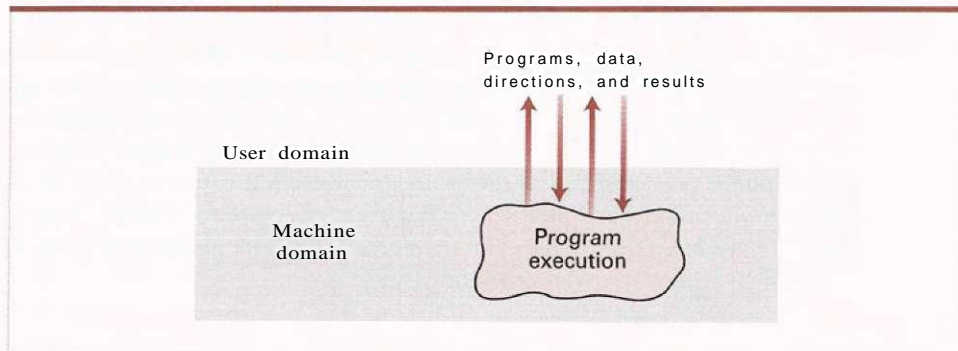 Programs, data,
directions, and results
User domain
Machine
domain
Program
execution